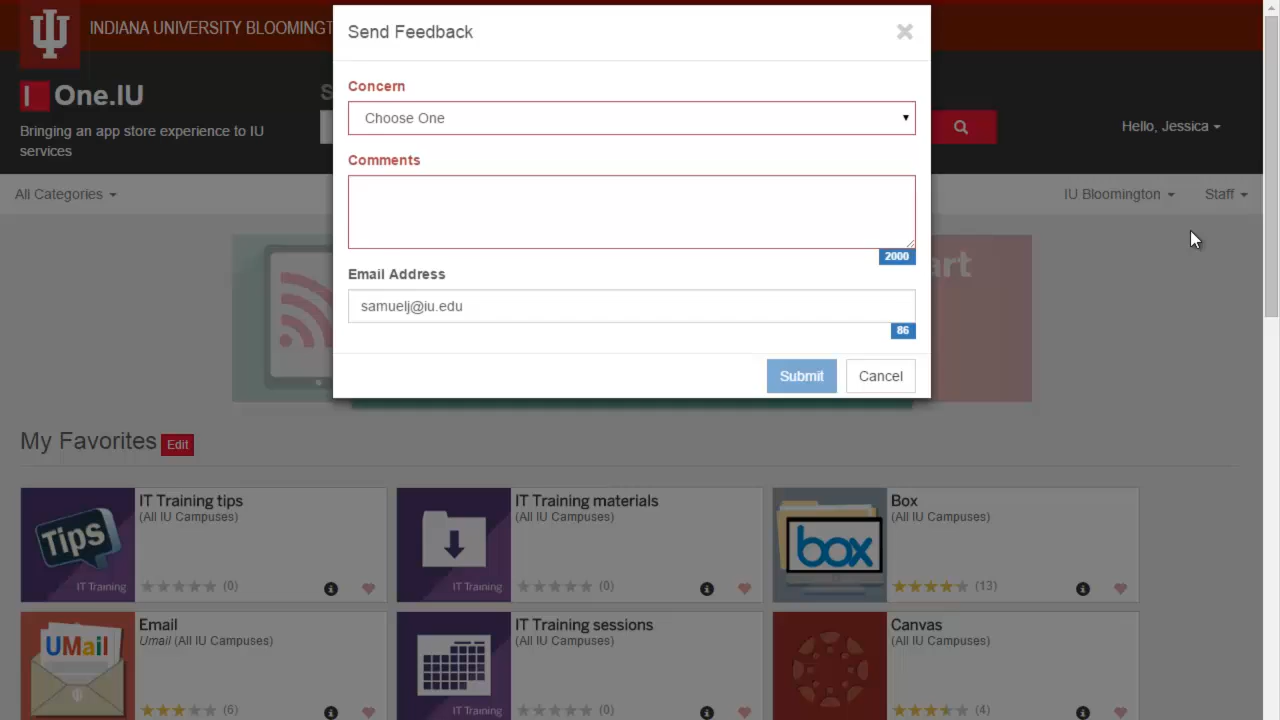 INDIANA UNIVERSITY BLOOMINGT
Send Feedback
One.IU
Bringing an app store experience to IU
services
S
Hello, Jessica
Concern
Choose One
Comments
2000
Email Address
samuelj@iu.edu
86
Submit
Cancel
All Categories
IU Bloomington
Staff
art
My Favorites
Edit
Tips
IT Training
IT Training tips
(All IU Campuses)
(0)
IT Training
IT Training materials
(All IU Campuses)
(0)
box
Box
(All IU Campuses)
(13)
UMail
Email
Umail (All IU Campuses)
(6)
IT Training
IT Training sessions
(All IU Campuses)
(0)
Canvas
(All IU Campuses)
(4)